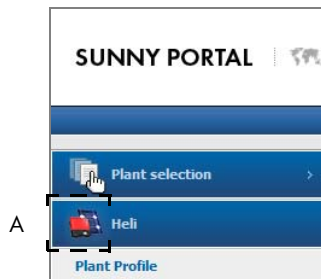 SUNNY PORTAL
Plant selection
A
Heli
Plant Profile